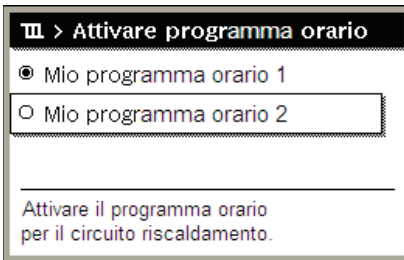 > Attivare programma orario
Mio programma orario 1
Mio programma orario 2
Attivare il programma orario
per il circuito riscaldamento.